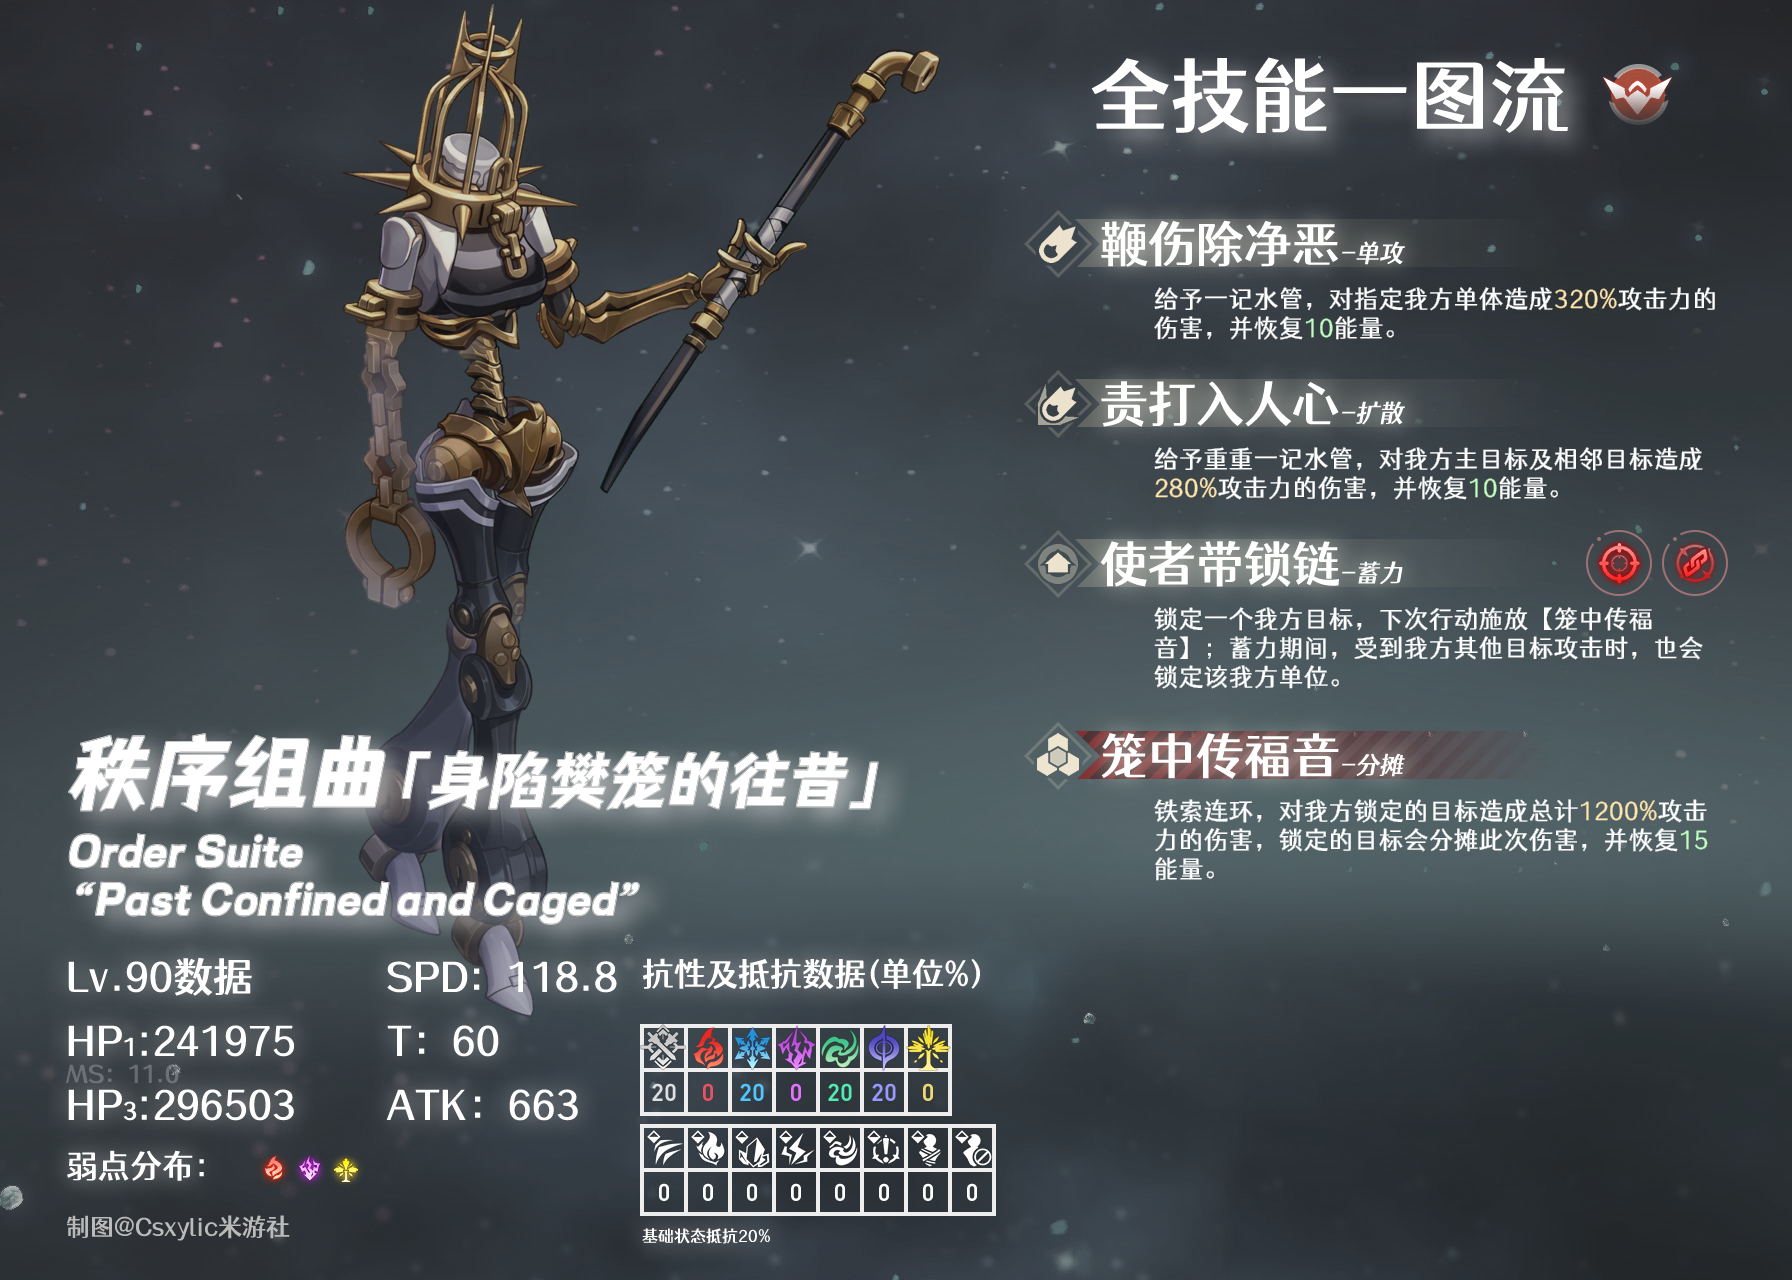 全技能一图流
鞭伤除净恶-单攻
给予一记水管，对指定我方单体造成320%攻击力的
伤害，并恢复10能量。
责打入人心-扩散
给予重重一记水管，对我方主目标及相邻目标造成
280%攻击力的伤害，并恢复10能量。
使者带锁链-蓄力
锁定一个我方目标，下次行动施放【笼中传福
音】；蓄力期间，受到我方其他目标攻击时，也会
锁定该我方单位。
笼中传福音-分摊
铁索连环，对我方锁定的目标造成总计1200%攻击
力的伤害，锁定的目标会分摊此次伤害，并恢复15
能量。
秩序组曲「身陷樊笼的往昔」
Order Suite
“Past Confined and Caged”
Lv.90数据 SPD: 118.8
HP1:241975 T: 60
MS: 11.0
HP3:296503 ATK: 663
弱点分布:
制图@Csxylic米游社
抗性及抵抗数据(单位%)
20 0 20 0 20 20 0
0 0 0 0 0 0 0 0
基础状态抵抗20%